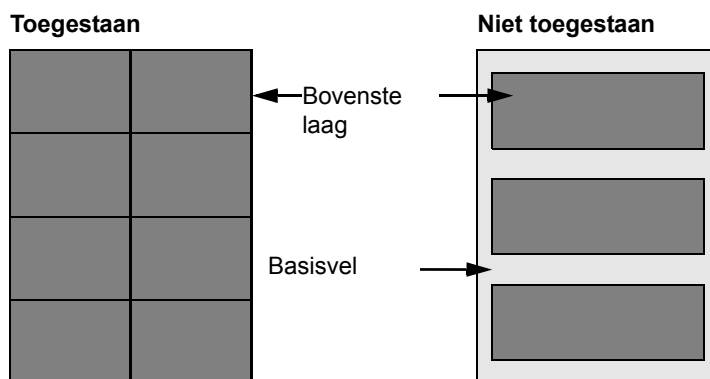 Toegestaan
Niet toegestaan
Bovenste
laag
Basisvel